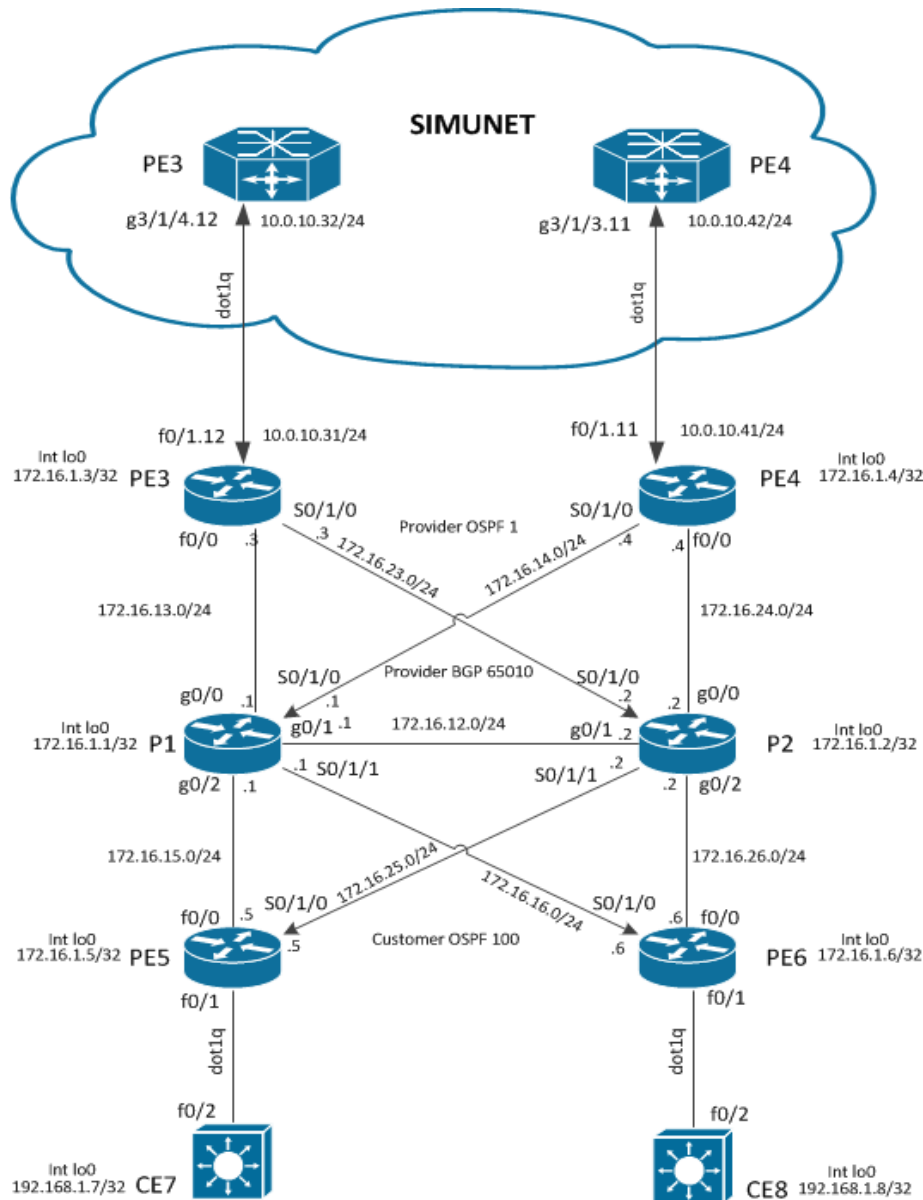 SIMUNET
PE3
PE4
g3/1/4.12
10.0.10.32/24
g3/1/3.11
10.0.10.42/24
dot1q
dot1q
f0/1.12
10.0.10.31/24
f0/1.11
10.0.10.41/24
Int lo0
172.16.1.3/32
PE3
PE4
Int lo0
172.16.1.4/32
S0/1/0
Provider OSPF 1
S0/1/0
f0/0
.3
.3
172.16.23.0/24
172.16.14.0/24
.4
.4
f0/0
172.16.13.0/24
172.16.24.0/24
S0/1/0
Provider BGP 65010
S0/1/0
g0/0
.1
.1
.2
.2
g0/0
Int lo0
172.16.1.1/32
P1
g0/1
.1
172.16.12.0/24
g0/1
.2
P2
Int lo0
172.16.1.2/32
.1
S0/1/1
S0/1/1
.2
g0/2
.1
.2
g0/2
172.16.15.0/24
172.16.25.0/24
172.16.16.0/24
172.16.26.0/24
f0/0
.5
S0/1/0
S0/1/0
.6
f0/0
Int lo0
172.16.1.5/32
PE5
.5
Customer OSPF 100
.6
PE6
Int lo0
172.16.1.6/32
f0/1
f0/1
dot1q
dot1q
f0/2
f0/2
Int lo0
192.168.1.7/32
CE7
CE8
Int lo0
192.168.1.8/32